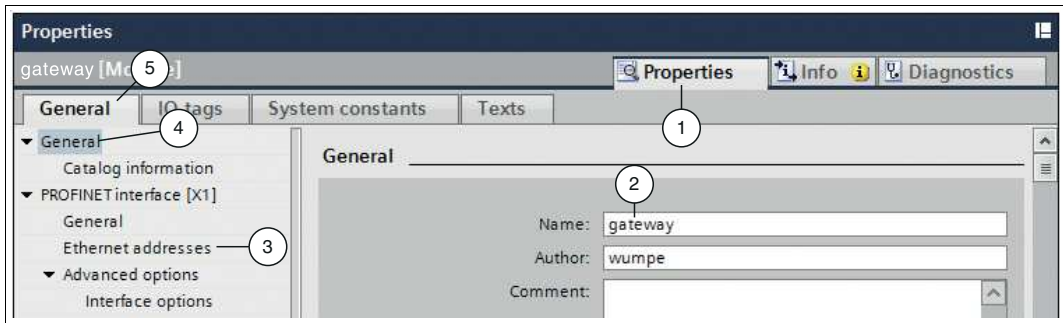 Properties
gateway [Mo e]
5
Properties
Info
Diagnostics
General
IO tags
System constants
Texts
4
1
General
General
Catalog information
2
PROFINET interface [X1]
General
Name:
gateway
Ethernet addresses
3
Author:
wumpe
Advanced options
Comment:
Interface options